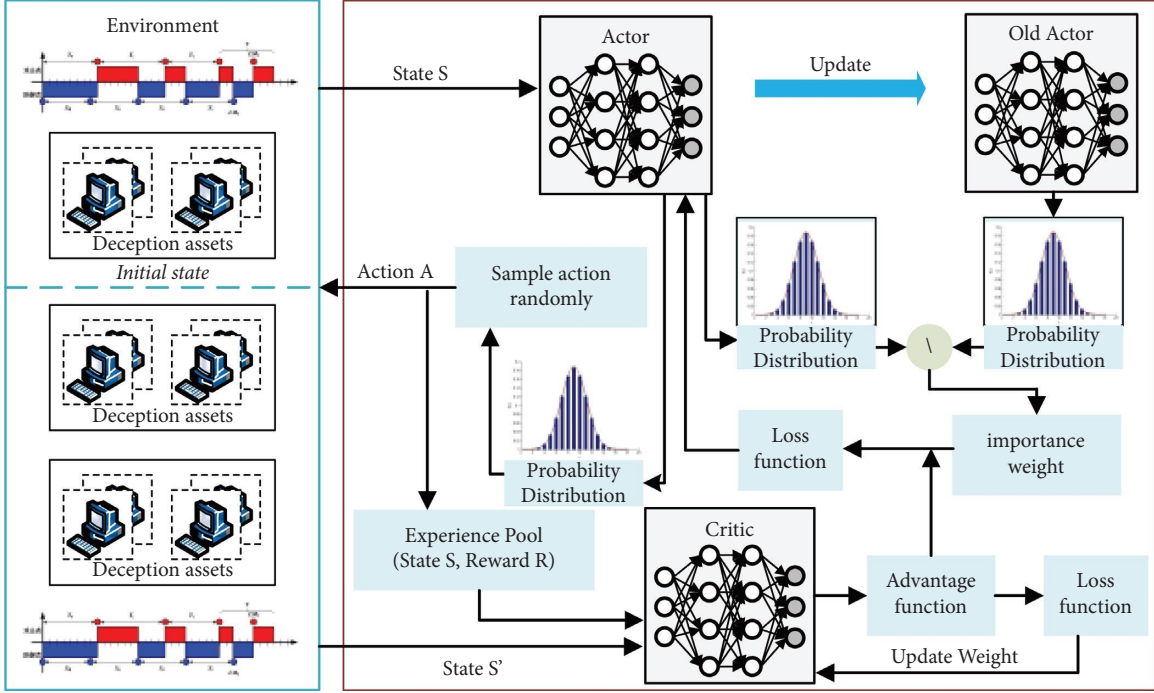 Environment
Deception assets
Initial state
Deception assets
Deception assets
State S
Actor
Update
Old Actor
Action A
Sample action
randomly
Probability
Distribution
Probability
Distribution
\
Probability
Distribution
Loss
function
importance
weight
Experience Pool
(State S, Reward R)
Critic
Advantage
function
Loss
function
State S’
Update Weight